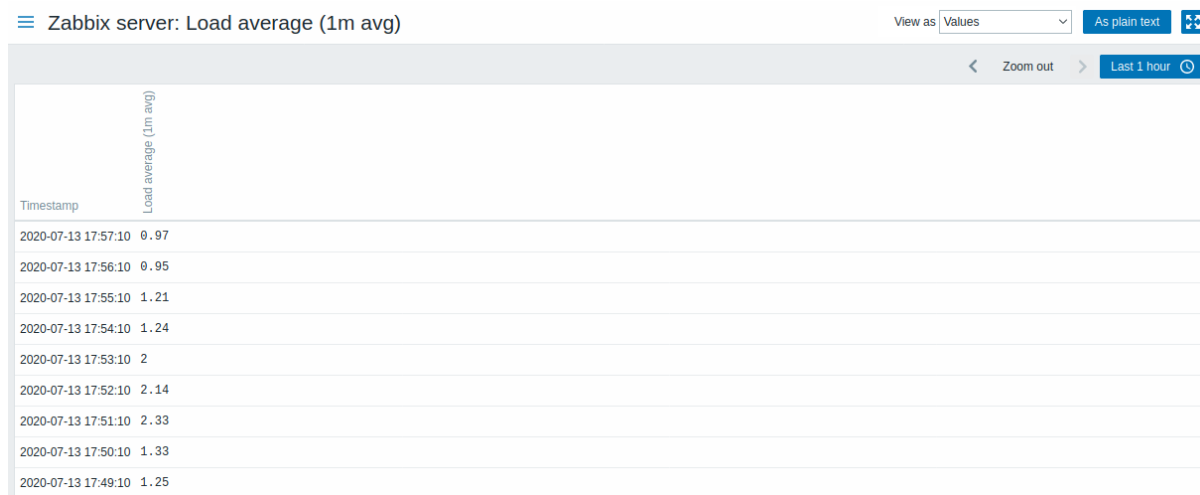 Zabbix server: Load average (1m avg)
View as Values As plain text
Zoom out Last 1 hour
Load average (1m avg)
Timestamp
2020-07-13 17:57:10 0.97
2020-07-13 17:56:10 0.95
2020-07-13 17:55:10 1.21
2020-07-13 17:54:10 1.24
2020-07-13 17:53:10 2
2020-07-13 17:52:10 2.14
2020-07-13 17:51:10 2.33
2020-07-13 17:50:10 1.33
2020-07-13 17:49:10 1.25